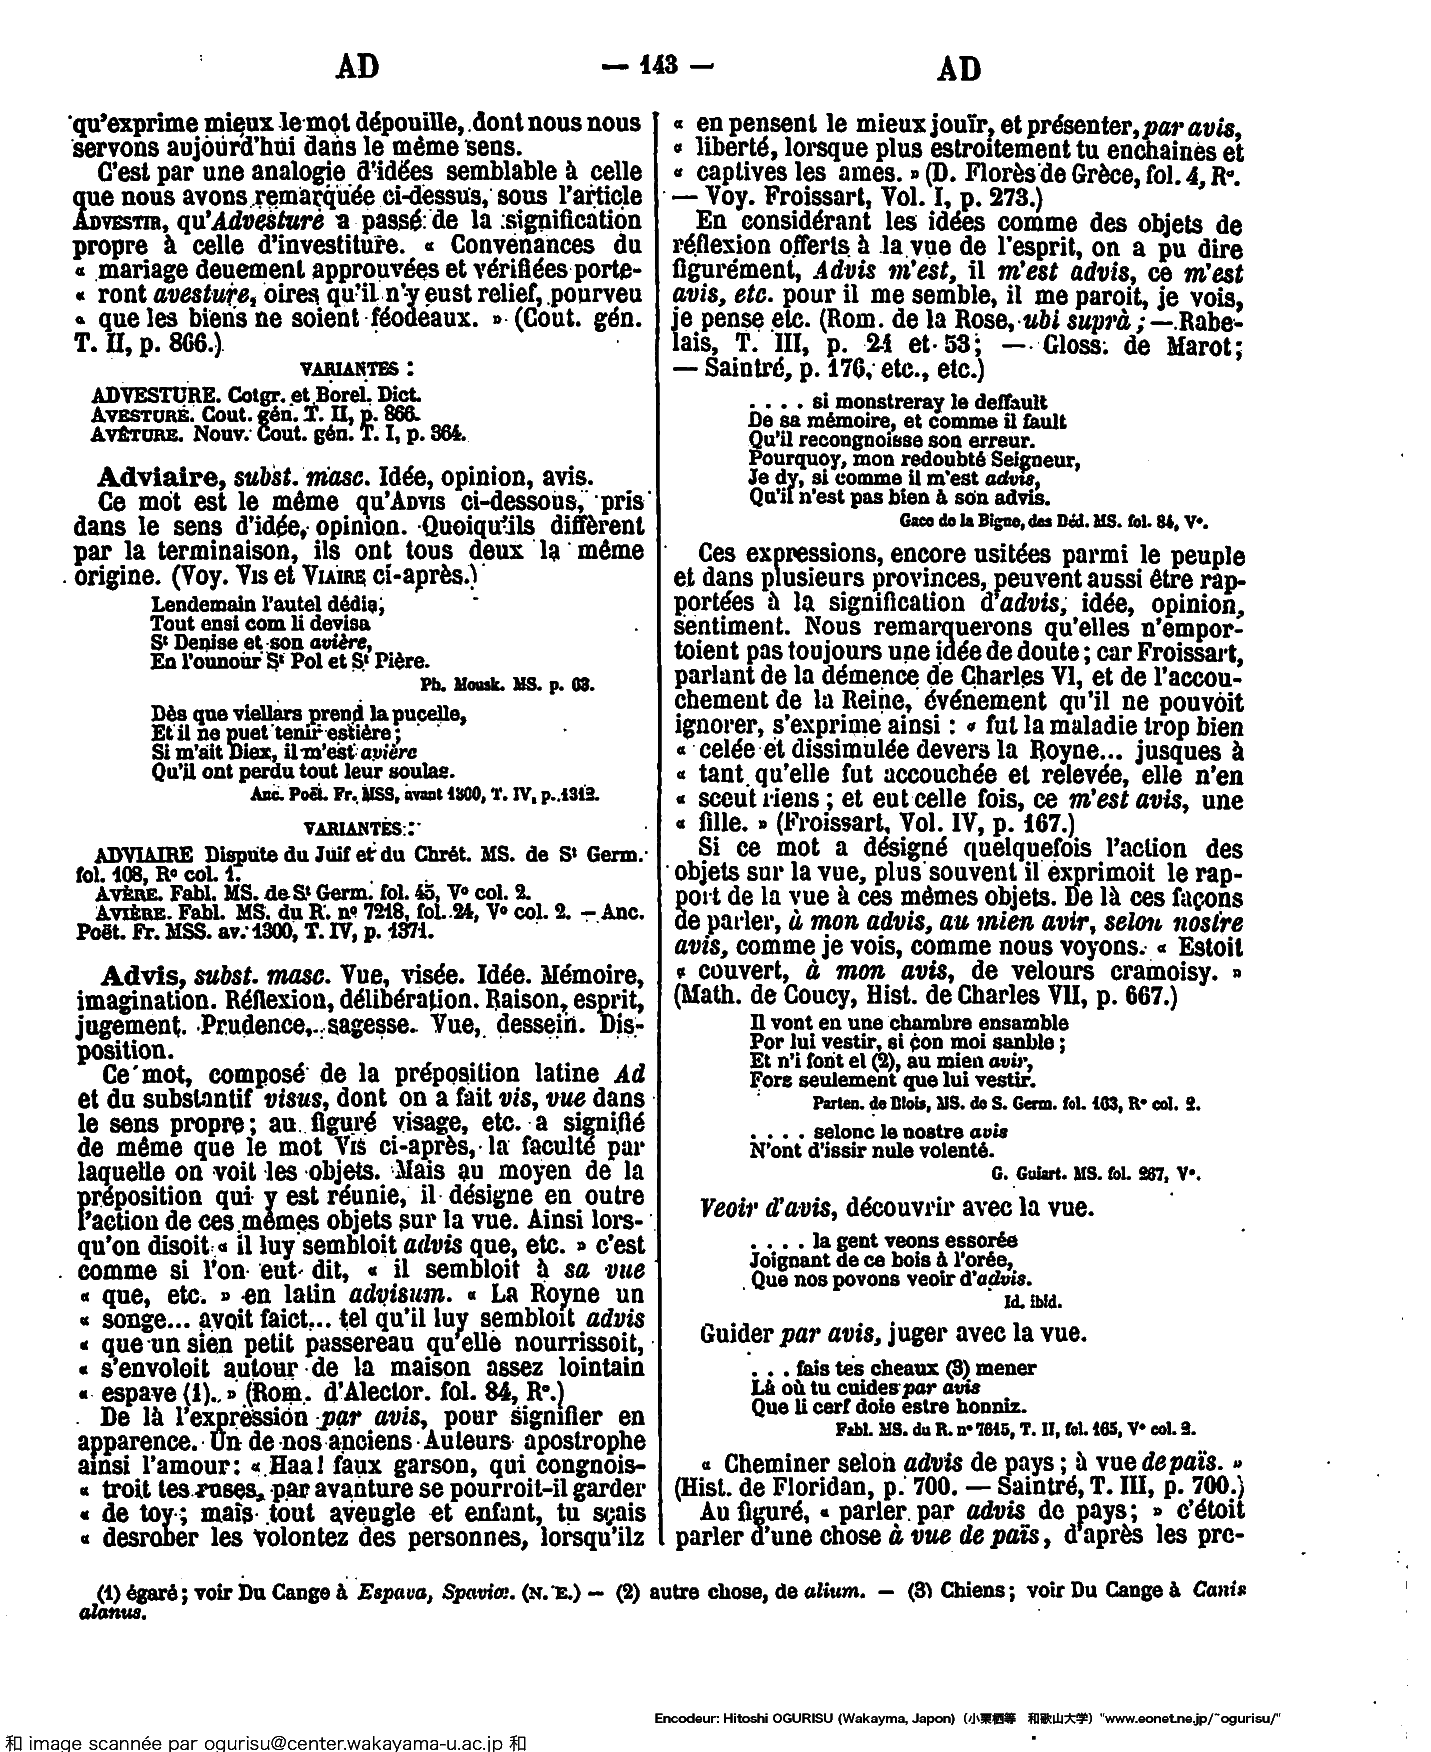 AD — 143 — AD
qu'exprime mieux le mot dépouille, dont nous nous
servons aujourd'hui dans le même sens.
C'est par une analogie d'idées semblable à celle
que nous avons remarquée ci-dessus, sous l'article
ADVESTIR, qu'Advesture a passé de la signification
propre à celle d'investiture. « Convenances du
« mariage deuement approuvées et vérifiées porte-
« ront avesture, oires qu'il n'y eust relief, pourveu
« que les biens ne soient féodeaux. » (Cout. gén.
T. II, p. 866.)
VARIANTES :
ADVESTURE. Cotgr. et Borel. Dict.
AVESTURE. Cout. gén. T. II, p. 866.
AVÊTURE. Nouv. Cout. gén. T. I, p. 364.
Adviaire, subst. masc. Idée, opinion, avis.
Ce mot est le même qu'ADVIS ci-dessous, pris
dans le sens d'idée, opinion. Quoiqu'ils diffèrent
par la terminaison, ils ont tous deux la même
origine. (Voy. VIS et VIAIRE ci-après.)
Lendemain l'autel dédia;
Tout ensi com li devisa
St Denise et son avière,
En l'ounour St Pol et St Pière.
Ph. Mousk. MS. p. 63.
Dès que viellars prend la pucelle,
Et il ne puet tenir estière;
Si m'ait Diex, il m'est avière
Qu'il ont perdu tout leur soulas.
Anc. Poët. Fr. MSS, avant 1300, T. IV, p. 1312.
VARIANTES :
ADVIAIRE Dispute du Juif et du Chrét. MS. de St Germ.
fol. 108, Ro col. 1.
AVÈRE. Fabl. MS. de St Germ. fol. 45, Vo col. 2.
AVIÈRE. Fabl. MS. du R. no 7218, fol. 24, Vo col. 2. — Anc.
Poët. Fr. MSS. av. 1300, T. IV, p. 1371.
Advis, subst. masc. Vue, visée. Idée. Mémoire,
imagination. Réflexion, délibération. Raison, esprit,
jugement. Prudence, sagesse. Vue, dessein. Dis-
position.
Ce mot, composé de la préposition latine Ad
et du substantif visus, dont on a fait vis, vue dans
le sens propre; au figuré visage, etc. a signifié
de même que le mot VIS ci-après, la faculté par
laquelle on voit les objets. Mais au moyen de la
préposition qui y est réunie, il désigne en outre
l'action de ces mêmes objets sur la vue. Ainsi lors-
qu'on disoit « il luy sembloit advis que, etc. » c'est
comme si l'on eut dit, « il sembloit à sa vue
« que, etc. » en latin advisum. « La Royne un
« songe... avoit faict... tel qu'il luy sembloit advis
« que un sien petit passereau qu'elle nourrissoit,
« s'envoloit autour de la maison assez lointain
« espave (1). » (Rom. d'Alector. fol. 84, Ro.)
De là l'expression par avis, pour signifier en
apparence. Un de nos anciens Auteurs apostrophe
ainsi l'amour: « Haa! faux garson, qui congnois-
« troit tes ruses, par avanture se pourroit-il garder
« de toy; mais tout aveugle et enfant, tu sçais
« desrober les volontez des personnes, lorsqu'ilz
« en pensent le mieux jouïr, et présenter, par avis,
« liberté, lorsque plus estroitement tu enchaines et
« captives les ames. » (D. Florès de Grèce, fol. 4, Ro.
— Voy. Froissart, Vol. I, p. 273.)
En considérant les idées comme des objets de
réflexion offerts à la vue de l'esprit, on a pu dire
figurément, Advis m'est, il m'est advis, ce m'est
avis, etc. pour il me semble, il me paroit, je vois,
je pense etc. (Rom. de la Rose, ubi suprà; — Rabe-
lais, T. III, p. 21 et 53; — Gloss. de Marot;
— Saintré, p. 176, etc., etc.)
. . . . si monstreray le deffault
De sa mémoire, et comme il fault
Qu'il recongnoisse son erreur.
Pourquoy, mon redoubté Seigneur,
Je dy, si comme il m'est advis,
Qu'il n'est pas bien à son advis.
Gace de la Bigne, des Déd. MS. fol. 84, Vo.
Ces expressions, encore usitées parmi le peuple
et dans plusieurs provinces, peuvent aussi être rap-
portées à la signification d'advis, idée, opinion,
sentiment. Nous remarquerons qu'elles n'empor-
toient pas toujours une idée de doute; car Froissart,
parlant de la démence de Charles VI, et de l'accou-
chement de la Reine, événement qu'il ne pouvoit
ignorer, s'exprime ainsi : « fut la maladie trop bien
« celée et dissimulée devers la Royne... jusques à
« tant qu'elle fut accouchée et relevée, elle n'en
« sceut riens; et eut celle fois, ce m'est avis, une
« fille. » (Froissart, Vol. IV, p. 167.)
Si ce mot a désigné quelquefois l'action des
objets sur la vue, plus souvent il exprimoit le rap-
port de la vue à ces mêmes objets. De là ces façons
de parler, à mon advis, au mien avir, selon nostre
avis, comme je vois, comme nous voyons. « Estoit
« couvert, à mon avis, de velours cramoisy. »
(Math. de Coucy, Hist. de Charles VII, p. 667.)
Il vont en une chambre ensamble
Por lui vestir, si çon moi sanble;
Et n'i font el (2), au mien avir,
Fors seulement que lui vestir.
Parten. de Blois, MS. de S. Germ. fol. 163, Ro col. 2.
. . . . selonc le nostre avis
N'ont d'issir nule volenté.
G. Guiart. MS. fol. 267, Vo.
Veoir d'avis, découvrir avec la vue.
. . . . la gent veons essorée
Joignant de ce bois à l'orée,
Que nos povons veoir d'advis.
Id. ibid.
Guider par avis, juger avec la vue.
. . . fais tes cheaux (3) mener
Là où tu cuides par avis
Que li cerf doie estre honniz.
Fabl. MS. du R. no 7615, T. II, fol. 165, Vo col. 2.
« Cheminer selon advis de pays; à vue de païs. »
(Hist. de Floridan, p. 700. — Saintré, T. III, p. 700.)
Au figuré, « parler par advis de pays; » c'étoit
parler d'une chose à vue de païs, d'après les pre-
(1) égaré; voir Du Cange à Espava, Spaviæ. (N. E.) — (2) autre chose, de alium. — (3) Chiens; voir Du Cange à Canis
alanus.
Encodeur: Hitoshi OGURISU (Wakayma, Japon) (小栗栖等 和歌山大学) "www.eonet.ne.jp/~ogurisu/"
和 image scannée par ogurisu@center.wakayama-u.ac.jp 和